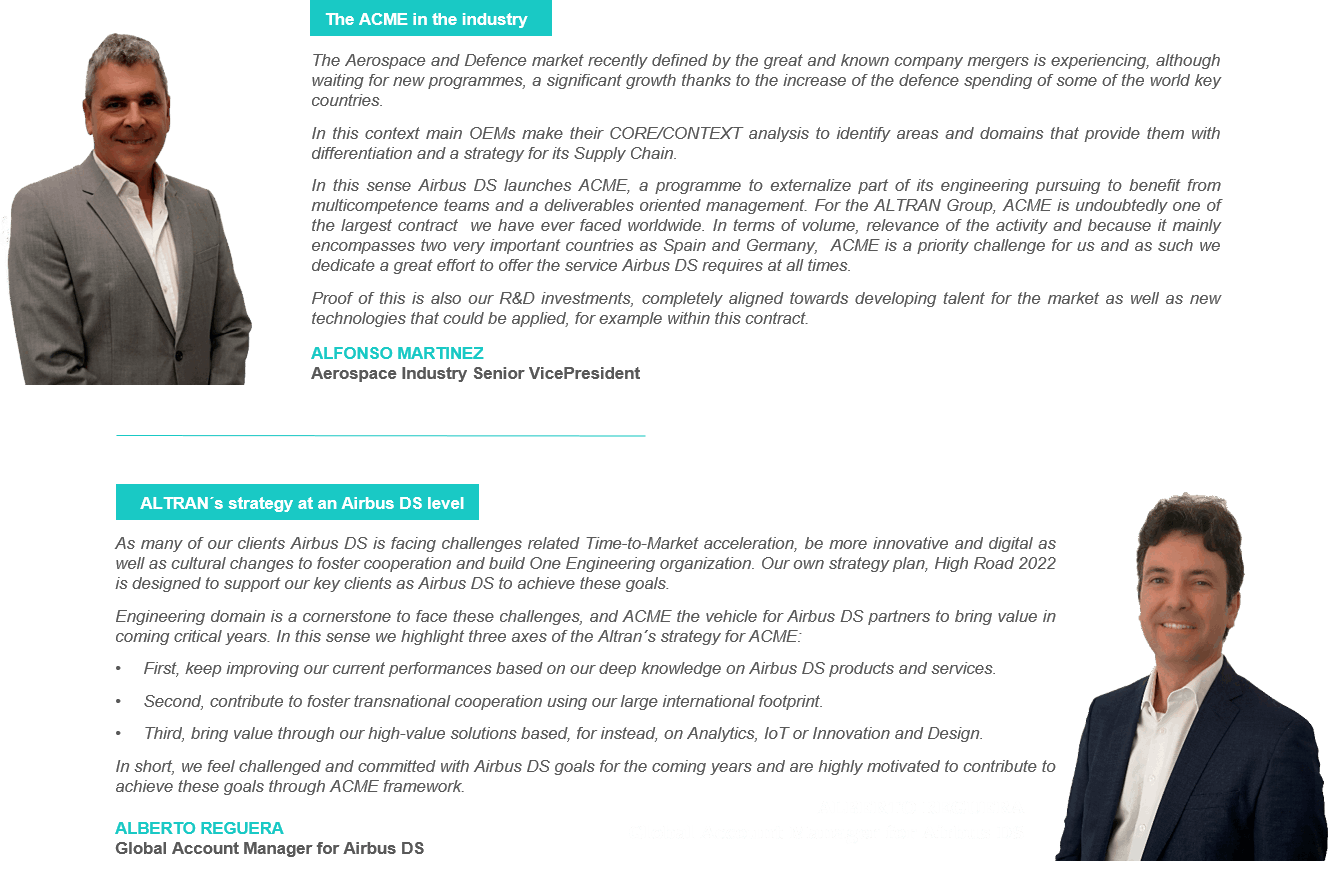 The ACME in the industry
The Aerospace and Defence market recently defined by the great and known company mergers is experiencing, although
waiting for new programmes, a significant growth thanks to the increase of the defence spending of some of the world key
countries.
In this context main OEMs make their CORE/CONTEXT analysis to identify areas and domains that provide them with
differentiation and a strategy for its Supply Chain.
In this sense Airbus DS launches ACME, a programme to externalize part of its engineering pursuing to benefit from
multicompetence teams and a deliverables oriented management. For the ALTRAN Group, ACME is undoubtedly one of
the largest contract  we have ever faced worldwide. In terms of volume, relevance of the activity and because it mainly
encompasses two very important countries as Spain and Germany,  ACME is a priority challenge for us and as such we
dedicate a great effort to offer the service Airbus DS requires at all times.
Proof of this is also our R&D investments, completely aligned towards developing talent for the market as well as new
technologies that could be applied, for example within this contract.
ALFONSO MARTINEZ
Aerospace Industry Senior VicePresident
ALTRAN´s strategy at an Airbus DS level
As many of our clients Airbus DS is facing challenges related Time-to-Market acceleration, be more innovative and digital as
well as cultural changes to foster cooperation and build One Engineering organization. Our own strategy plan, High Road 2022
is designed to support our key clients as Airbus DS to achieve these goals.
Engineering domain is a cornerstone to face these challenges, and ACME the vehicle for Airbus DS partners to bring value in
coming critical years. In this sense we highlight three axes of the Altran´s strategy for ACME:
• First, keep improving our current performances based on our deep knowledge on Airbus DS products and services.
• Second, contribute to foster transnational cooperation using our large international footprint.
• Third, bring value through our high-value solutions based, for instead, on Analytics, IoT or Innovation and Design.
In short, we feel challenged and committed with Airbus DS goals for the coming years and are highly motivated to contribute to
achieve these goals through ACME framework.
ALBERTO REGUERA
Global Account Manager for Airbus DS